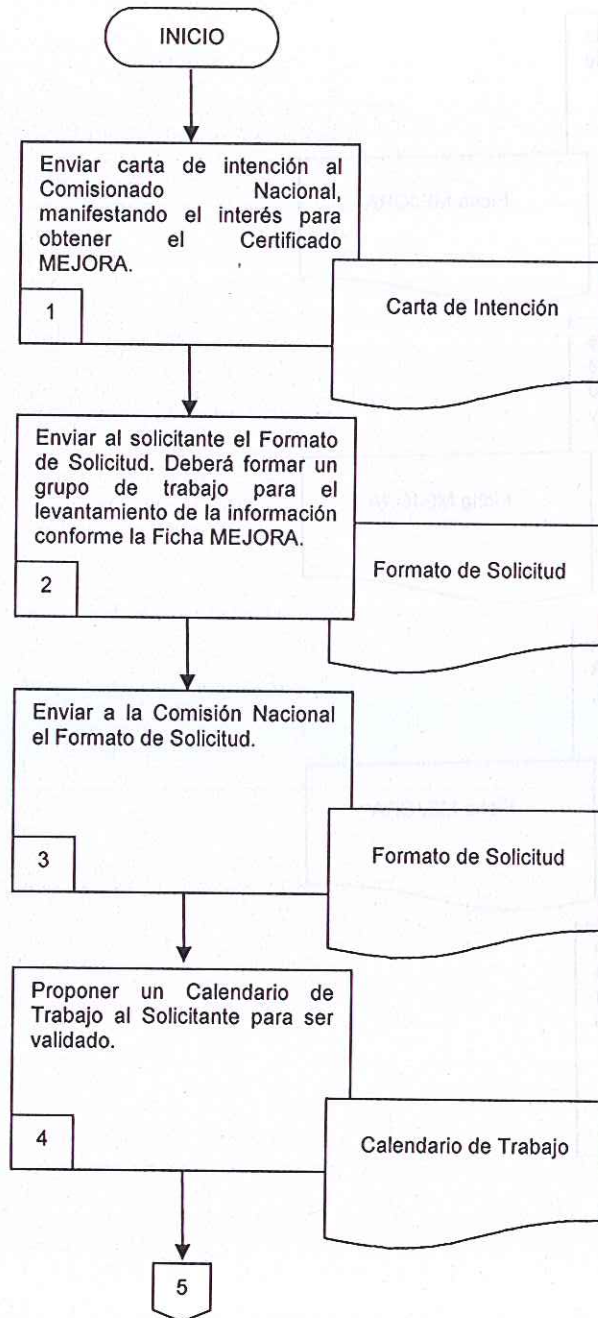 INICIO
Enviar carta de intención al
Comisionado Nacional,
manifestando el interés para
obtener el Certificado
MEJORA.
1
Carta de Intención
Enviar al solicitante el Formato
de Solicitud. Deberá formar un
grupo de trabajo para el
levantamiento de la información
conforme la Ficha MEJORA.
2
Formato de Solicitud
Enviar a la Comisión Nacional
el Formato de Solicitud.
3
Formato de Solicitud
Proponer un Calendario de
Trabajo al Solicitante para ser
validado.
4
Calendario de Trabajo
5